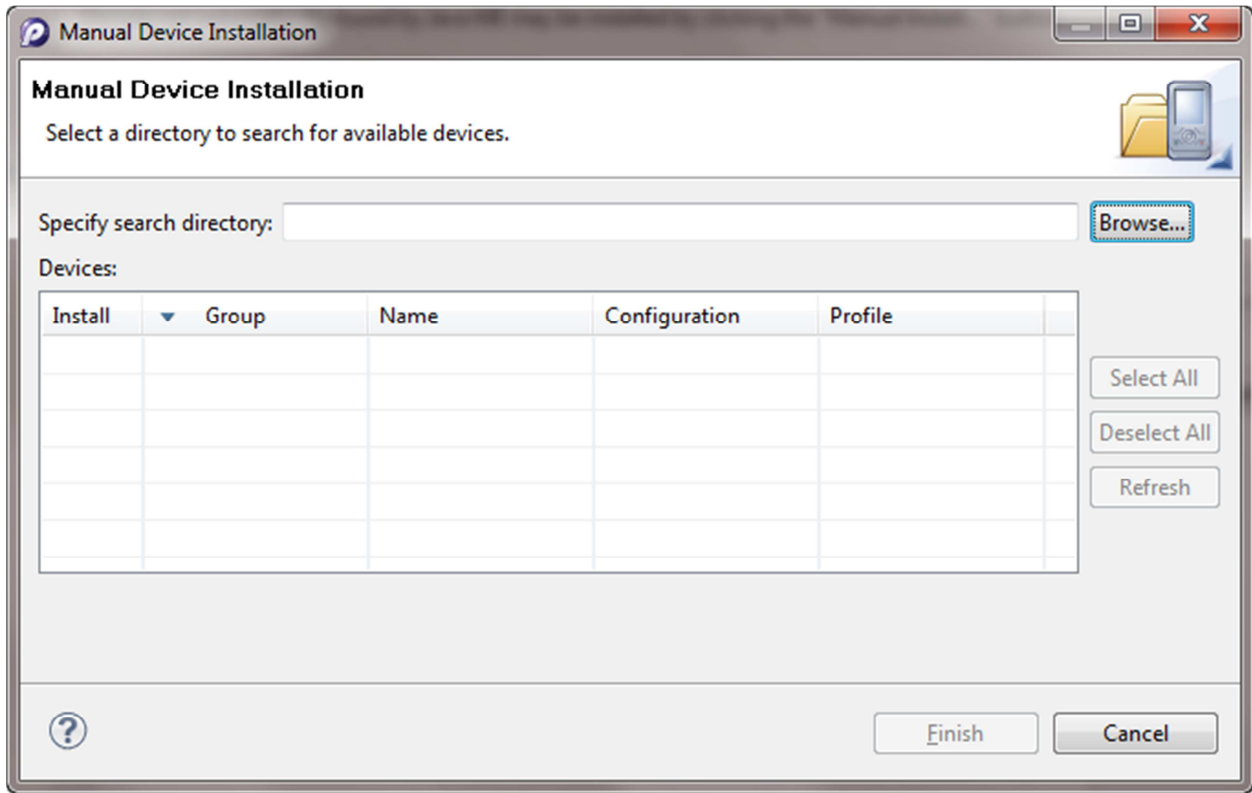 Manual Device Installation
Manual Device Installation
Select a directory to search for available devices.
Specify search directory:
Browse...
Devices:
Install Group Name Configuration Profile
Select All
Deselect All
Refresh
?
Finish
Cancel